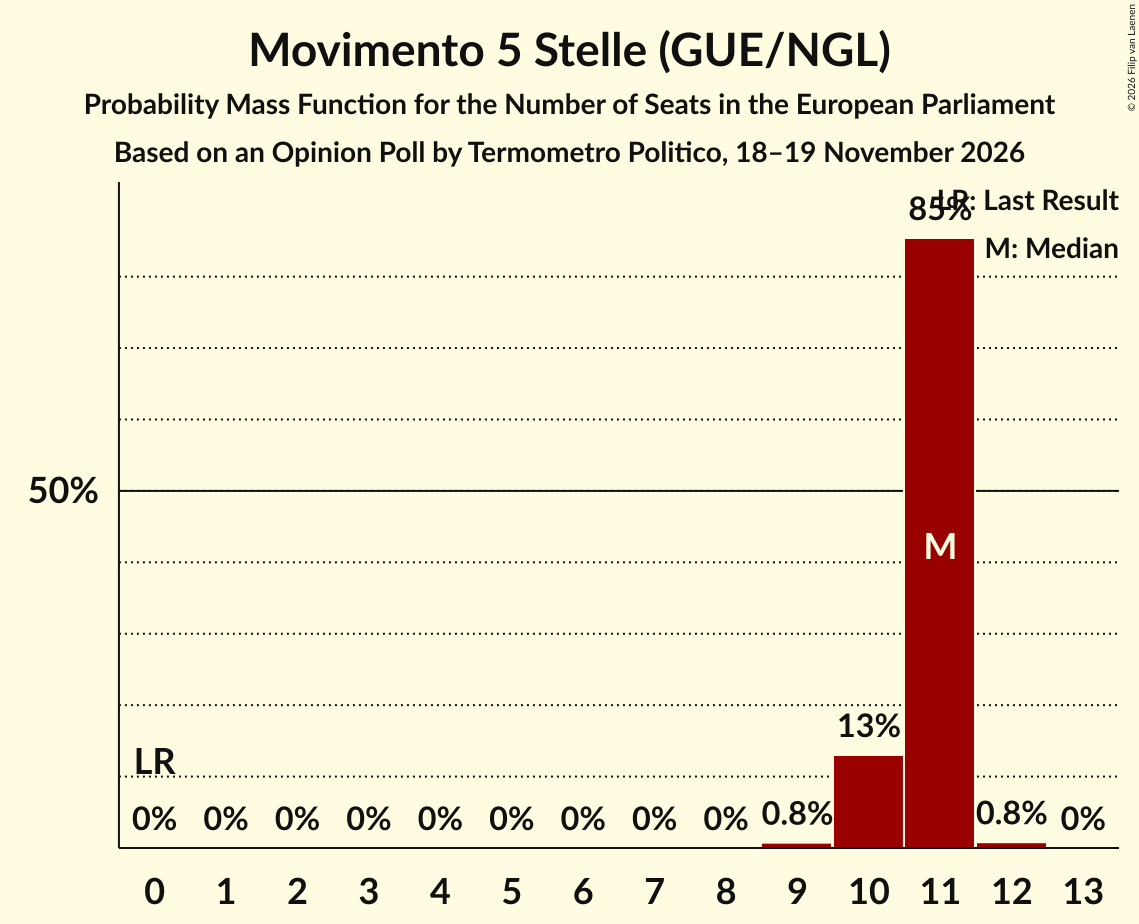 Movimento 5 Stelle (GUE/NGL)
Probability Mass Function for the Number of Seats in the European Parliament
Based on an Opinion Poll by Termometro Politico, 18–19 November 2026
© 2026 Filip van Laenen
LR: Last Result
M: Median
85%
50%
M
13%
LR
0% 0% 0% 0% 0% 0% 0% 0% 0% 0.8% 0.8% 0%
0 1 2 3 4 5 6 7 8 9 10 11 12 13